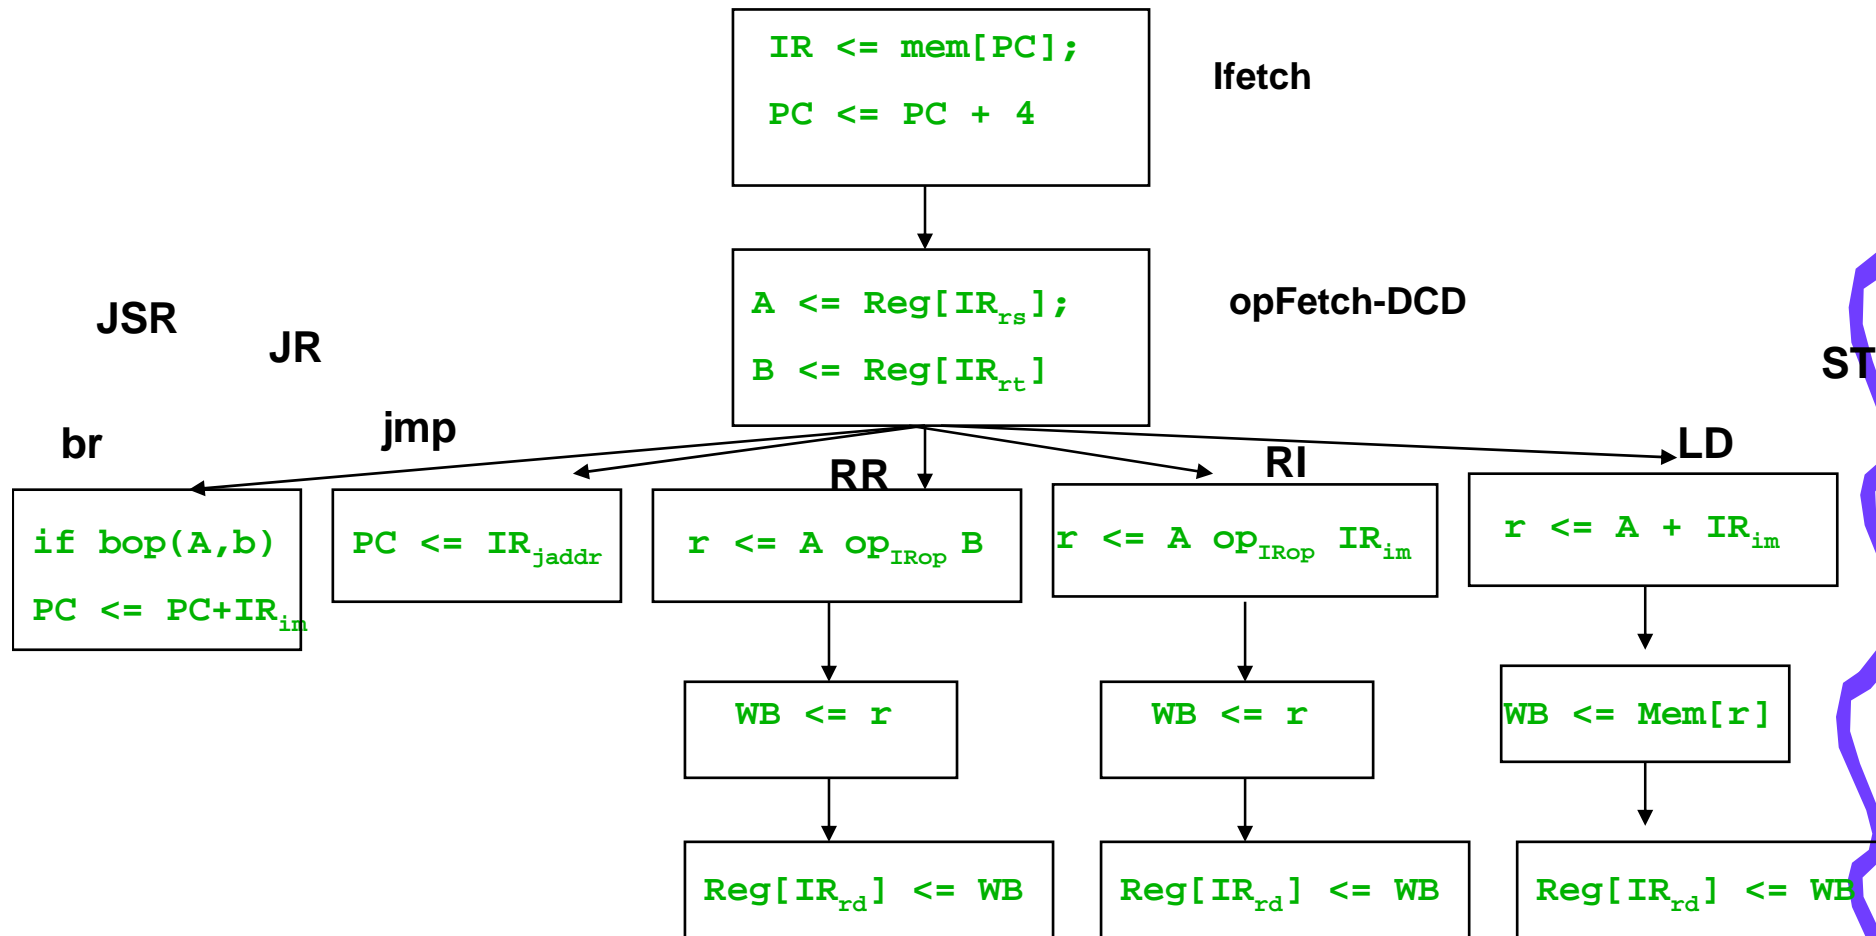 IR <= mem[PC];
PC <= PC + 4
Ifetch
A <= Reg[IRrs];
B <= Reg[IRrt]
opFetch-DCD
JSR
JR
ST
br
jmp
RR
RI
LD
if bop(A,b)
PC <= PC+IRim
PC <= IRjaddr
r <= A opIRop B
r <= A opIRop IRim
r <= A + IRim
WB <= r
WB <= r
WB <= Mem[r]
Reg[IRrd] <= WB
Reg[IRrd] <= WB
Reg[IRrd] <= WB